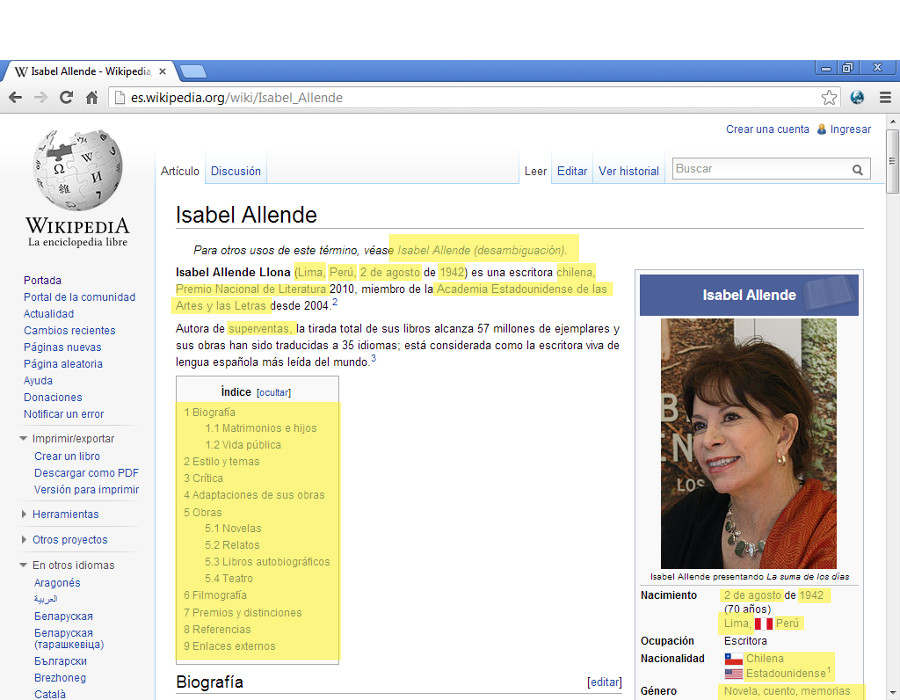 Isabel Allende - Wikipedia,
es.wikipedia.org/wiki/Isabel_Allende
Crear una cuenta Ingresar
Artículo Discusión Leer Editar Ver historial Buscar
WIKIPEDIA
La enciclopedia libre
Portada
Portal de la comunidad
Actualidad
Cambios recientes
Páginas nuevas
Página aleatoria
Ayuda
Donaciones
Notificar un error
Imprimir/exportar
Crear un libro
Descargar como PDF
Versión para imprimir
Herramientas
Otros proyectos
En otros idiomas
Aragonés
العربية
Беларуская
Беларуская
(тарашкевіца)
Български
Brezhoneg
Català
Isabel Allende
Para otros usos de este término, véase Isabel Allende (desambiguación).
Isabel Allende Llona (Lima, Perú, 2 de agosto de 1942) es una escritora chilena,
Premio Nacional de Literatura 2010, miembro de la Academia Estadounidense de las
Artes y las Letras desde 2004.2
Autora de superventas, la tirada total de sus libros alcanza 57 millones de ejemplares y
sus obras han sido traducidas a 35 idiomas; está considerada como la escritora viva de
lengua española más leída del mundo.3
Índice [ocultar]
1 Biografía
1.1 Matrimonios e hijos
1.2 Vida pública
2 Estilo y temas
3 Crítica
4 Adaptaciones de sus obras
5 Obras
5.1 Novelas
5.2 Relatos
5.3 Libros autobiográficos
5.4 Teatro
6 Filmografía
7 Premios y distinciones
8 Referencias
9 Enlaces externos
Biografía [editar]
Isabel Allende
LOS
Isabel Allende presentando La suma de los días
Nacimiento 2 de agosto de 1942
(70 años)
Lima, Perú
Ocupación Escritora
Nacionalidad Chilena
Estadounidense1
Género Novela, cuento, memorias